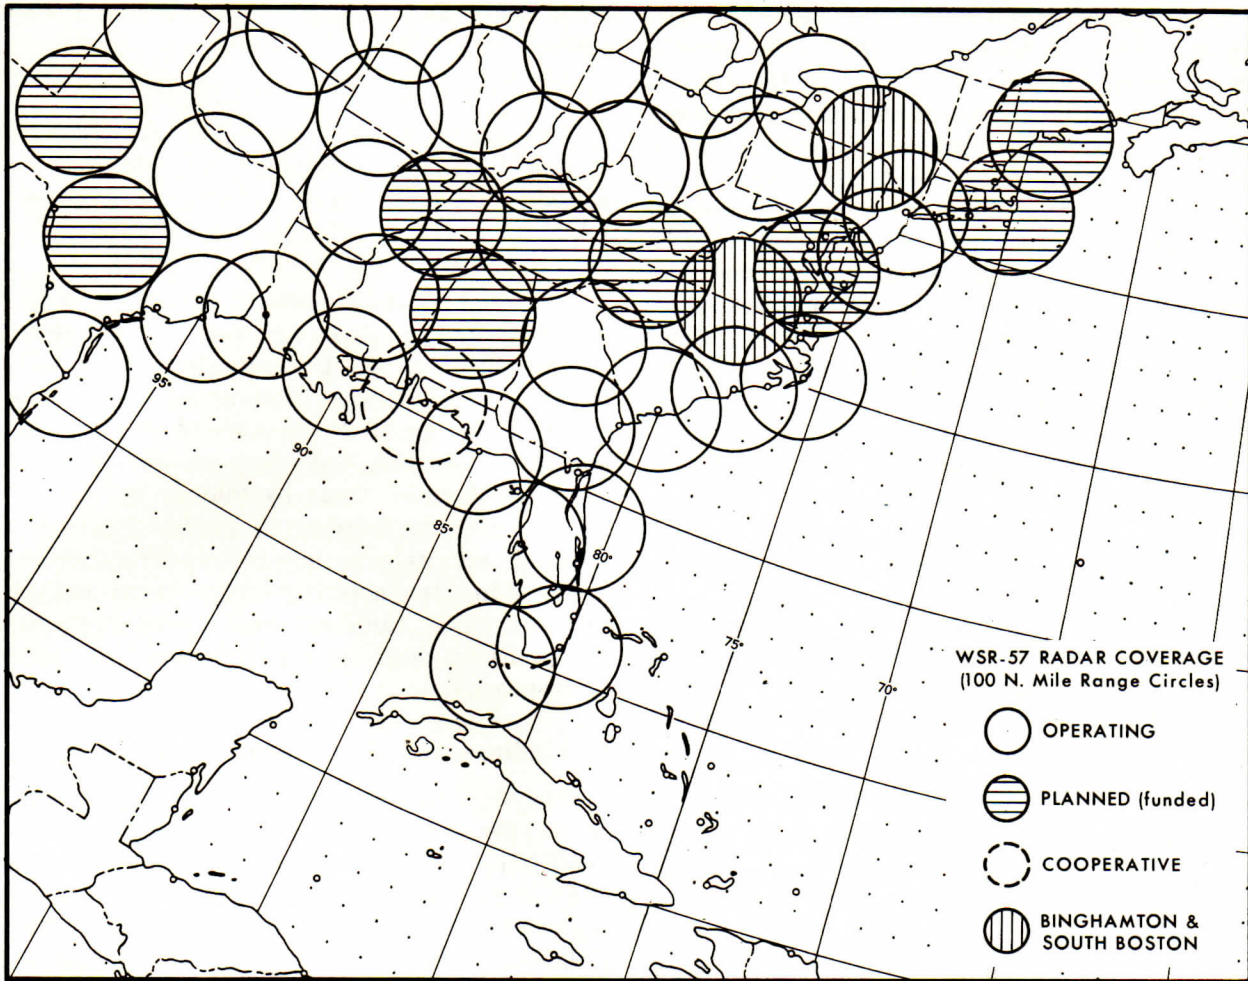 95°
90°
85°
80°
75°
70°
WSR-57 RADAR COVERAGE
(100 N. Mile Range Circles)
OPERATING
PLANNED (funded)
COOPERATIVE
BINGHAMTON &
SOUTH BOSTON